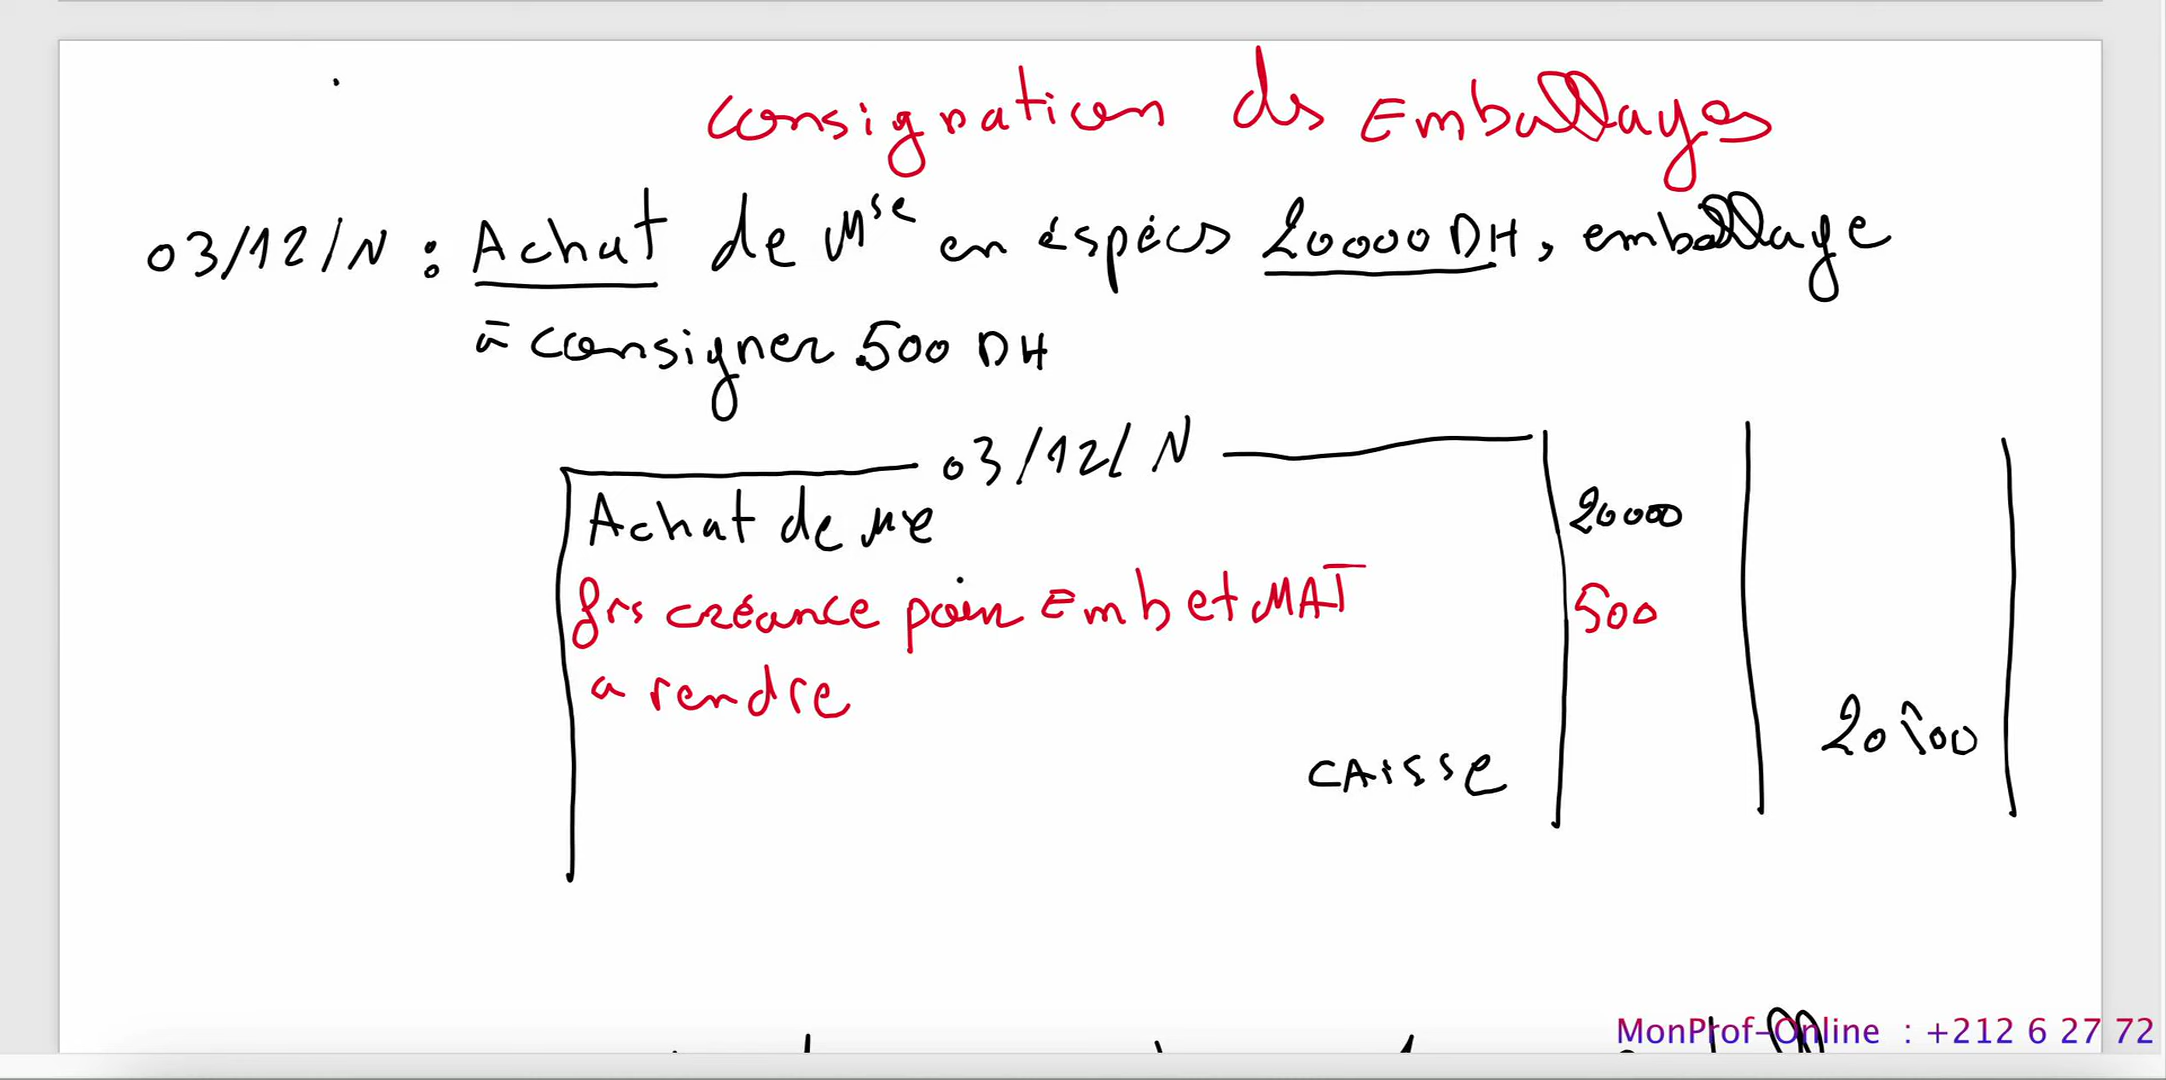 Consignation des Emballages
03/12/N : Achat de Mse en éspécés 20000 DH, emballage
à consigner 500 DH
03/12/N
Achat de Mse 20000
frs créance pour Emb et MAT 500
a rendre
20500
CAISSE
MonProf-Online : +212 6 27 72